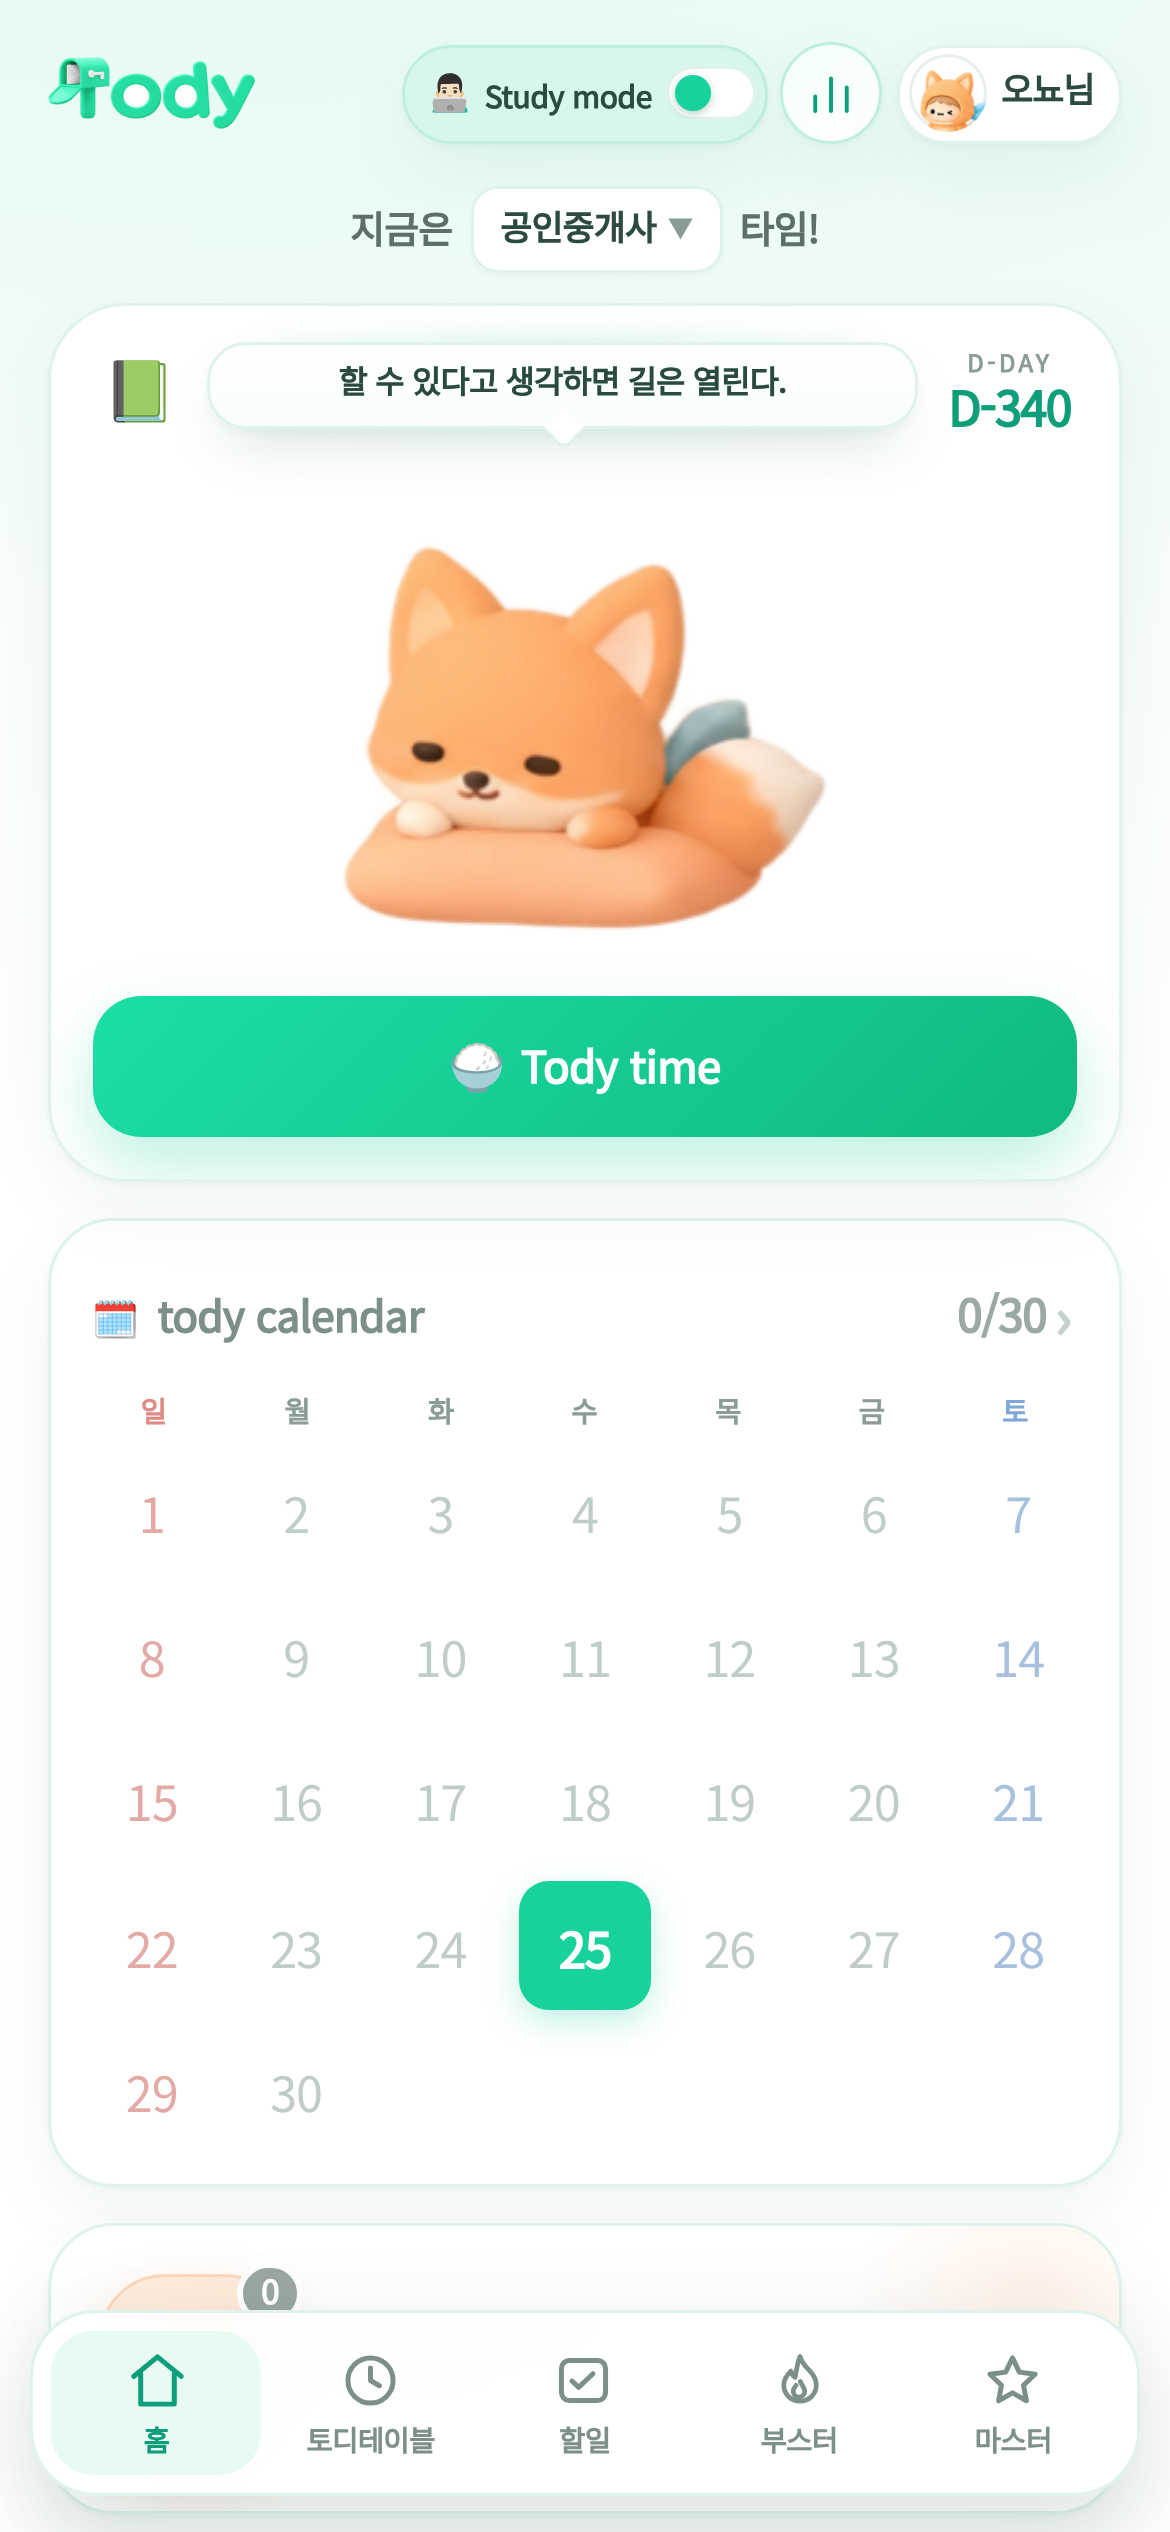 Tody
Study mode
오뇨님
지금은 공인중개사 ▼ 타임!
할 수 있다고 생각하면 길은 열린다.
D-DAY
D-340
Tody time
tody calendar
0/30 ›
일 월 화 수 목 금 토
1 2 3 4 5 6 7
8 9 10 11 12 13 14
15 16 17 18 19 20 21
22 23 24 25 26 27 28
29 30
0
홈 토디테이블 할일 부스터 마스터